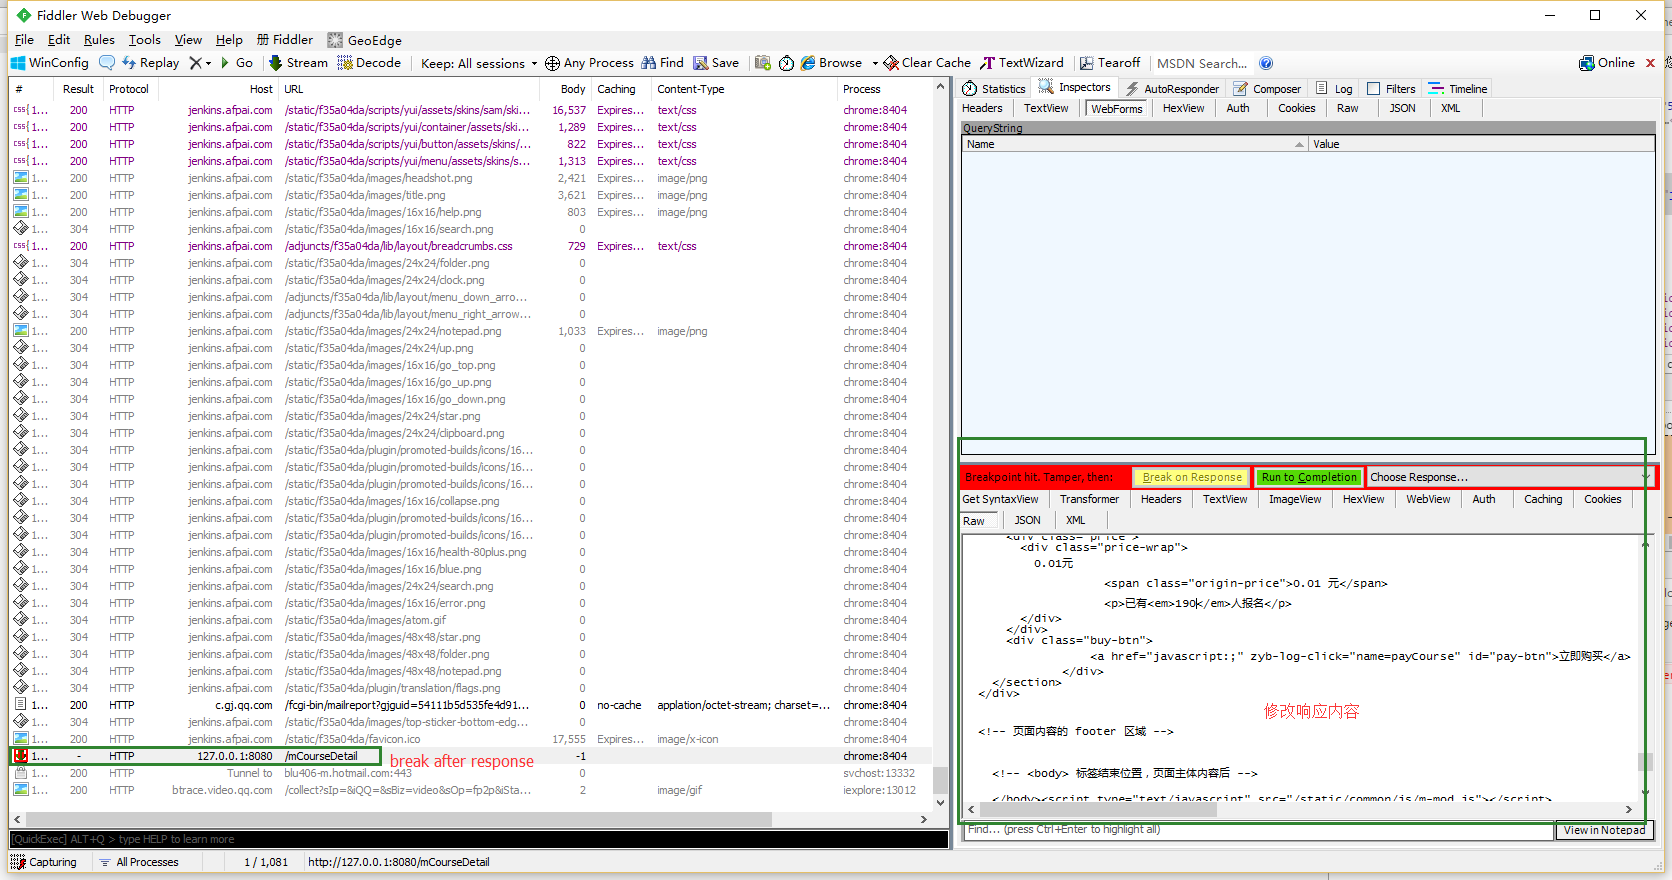 Fiddler Web Debugger
File Edit Rules Tools View Help Fiddler GeoEdge
WinConfig Replay Go Stream Decode Keep: All sessions Any Process Find Save Browse Clear Cache TextWizard Tearoff MSDN Search... Online
# Result Protocol Host URL Body Caching Content-Type Process
1... 200 HTTP jenkins.afpai.com /static/f35a04da/scripts/yui/assets/skins/sam/ski... 16,537 Expires... text/css chrome:8404
1... 200 HTTP jenkins.afpai.com /static/f35a04da/scripts/yui/container/assets/ski... 1,289 Expires... text/css chrome:8404
1... 200 HTTP jenkins.afpai.com /static/f35a04da/scripts/yui/button/assets/skins/... 822 Expires... text/css chrome:8404
1... 200 HTTP jenkins.afpai.com /static/f35a04da/scripts/yui/menu/assets/skins/s... 1,313 Expires... text/css chrome:8404
1... 200 HTTP jenkins.afpai.com /static/f35a04da/images/headshot.png 2,421 Expires... image/png chrome:8404
1... 200 HTTP jenkins.afpai.com /static/f35a04da/images/title.png 3,621 Expires... image/png chrome:8404
1... 200 HTTP jenkins.afpai.com /static/f35a04da/images/16x16/help.png 803 Expires... image/png chrome:8404
1... 304 HTTP jenkins.afpai.com /static/f35a04da/images/16x16/search.png 0 chrome:8404
1... 200 HTTP jenkins.afpai.com /adjuncts/f35a04da/lib/layout/breadcrumbs.css 729 Expires... text/css chrome:8404
1... 304 HTTP jenkins.afpai.com /static/f35a04da/images/24x24/folder.png 0 chrome:8404
1... 304 HTTP jenkins.afpai.com /static/f35a04da/images/24x24/clock.png 0 chrome:8404
1... 304 HTTP jenkins.afpai.com /adjuncts/f35a04da/lib/layout/menu_down_arro... 0 chrome:8404
1... 304 HTTP jenkins.afpai.com /adjuncts/f35a04da/lib/layout/menu_right_arrow... 0 chrome:8404
1... 200 HTTP jenkins.afpai.com /static/f35a04da/images/24x24/notepad.png 1,033 Expires... image/png chrome:8404
1... 304 HTTP jenkins.afpai.com /static/f35a04da/images/24x24/up.png 0 chrome:8404
1... 304 HTTP jenkins.afpai.com /static/f35a04da/images/16x16/go_top.png 0 chrome:8404
1... 304 HTTP jenkins.afpai.com /static/f35a04da/images/16x16/go_up.png 0 chrome:8404
1... 304 HTTP jenkins.afpai.com /static/f35a04da/images/16x16/go_down.png 0 chrome:8404
1... 304 HTTP jenkins.afpai.com /static/f35a04da/images/24x24/star.png 0 chrome:8404
1... 304 HTTP jenkins.afpai.com /static/f35a04da/images/24x24/clipboard.png 0 chrome:8404
1... 304 HTTP jenkins.afpai.com /static/f35a04da/plugin/promoted-builds/icons/16... 0 chrome:8404
1... 304 HTTP jenkins.afpai.com /static/f35a04da/plugin/promoted-builds/icons/16... 0 chrome:8404
1... 304 HTTP jenkins.afpai.com /static/f35a04da/plugin/promoted-builds/icons/16... 0 chrome:8404
1... 304 HTTP jenkins.afpai.com /static/f35a04da/images/16x16/collapse.png 0 chrome:8404
1... 304 HTTP jenkins.afpai.com /static/f35a04da/plugin/promoted-builds/icons/16... 0 chrome:8404
1... 304 HTTP jenkins.afpai.com /static/f35a04da/plugin/promoted-builds/icons/16... 0 chrome:8404
1... 304 HTTP jenkins.afpai.com /static/f35a04da/images/16x16/health-80plus.png 0 chrome:8404
1... 304 HTTP jenkins.afpai.com /static/f35a04da/images/16x16/blue.png 0 chrome:8404
1... 304 HTTP jenkins.afpai.com /static/f35a04da/images/24x24/search.png 0 chrome:8404
1... 304 HTTP jenkins.afpai.com /static/f35a04da/images/16x16/error.png 0 chrome:8404
1... 304 HTTP jenkins.afpai.com /static/f35a04da/images/atom.gif 0 chrome:8404
1... 304 HTTP jenkins.afpai.com /static/f35a04da/images/48x48/star.png 0 chrome:8404
1... 304 HTTP jenkins.afpai.com /static/f35a04da/images/48x48/folder.png 0 chrome:8404
1... 304 HTTP jenkins.afpai.com /static/f35a04da/images/48x48/notepad.png 0 chrome:8404
1... 304 HTTP jenkins.afpai.com /static/f35a04da/plugin/translation/flags.png 0 chrome:8404
1... 200 HTTP c.gj.qq.com /fcgi-bin/mailreport?gjguid=54111b5d535fe4d91... 0 no-cache applation/octet-stream; charset=... chrome:8404
1... 304 HTTP jenkins.afpai.com /static/f35a04da/images/top-sticker-bottom-edg... 0 chrome:8404
1... 200 HTTP jenkins.afpai.com /static/f35a04da/favicon.ico 17,555 Expires... image/x-icon chrome:8404
1... - HTTP 127.0.0.1:8080 /mCourseDetail -1 chrome:8404
break after response
1... 200 HTTP Tunnel to blu406-m.hotmail.com:443 0 svchost:13332
1... 200 HTTP btrace.video.qq.com /collect?sIp=&iQQ=&sBiz=video&sOp=fp2p&iSta... 2 image/gif iexplore:13012
[QuickExec] ALT+Q > type HELP to learn more
Capturing All Processes 1 / 1,081 http://127.0.0.1:8080/mCourseDetail
Statistics Inspectors AutoResponder Composer Log Filters Timeline
Headers TextView WebForms HexView Auth Cookies Raw JSON XML
QueryString
Name Value
Breakpoint hit. Tamper, then: Break on Response Run to Completion Choose Response...
Get SyntaxView Transformer Headers TextView ImageView HexView WebView Auth Caching Cookies
Raw JSON XML
<div class="price">
<div class="price-wrap">
0.01元
<span class="origin-price">0.01 元</span>
<p>已有<em>190</em>人报名</p>
</div>
</div>
<div class="buy-btn">
<a href="javascript:;" zyb-log-click="name=payCourse" id="pay-btn">立即购买</a>
</div>
</section>
</div>
修改响应内容
<!-- 页面内容的 footer 区域 -->
<!-- <body> 标签结束位置，页面主体内容后 -->
</body><script type="text/javascript" src="/static/common/js/m-mod.js"></script>
Find... (press Ctrl+Enter to highlight all) View in Notepad